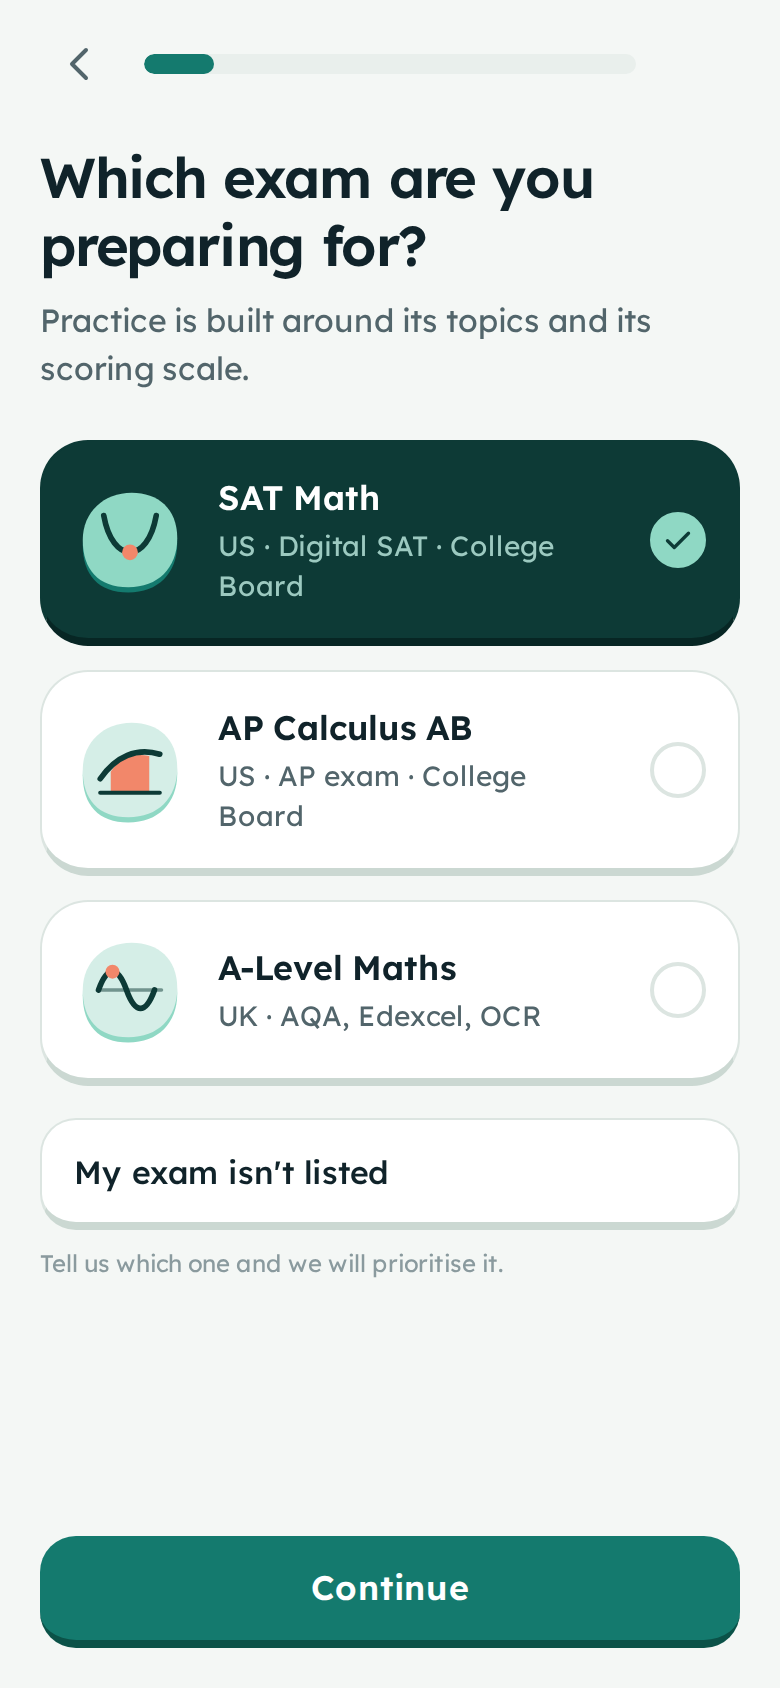 Which exam are you
preparing for?
Practice is built around its topics and its
scoring scale.
SAT Math
US · Digital SAT · College
Board
AP Calculus AB
US · AP exam · College
Board
A-Level Maths
UK · AQA, Edexcel, OCR
My exam isn't listed
Tell us which one and we will prioritise it.
Continue